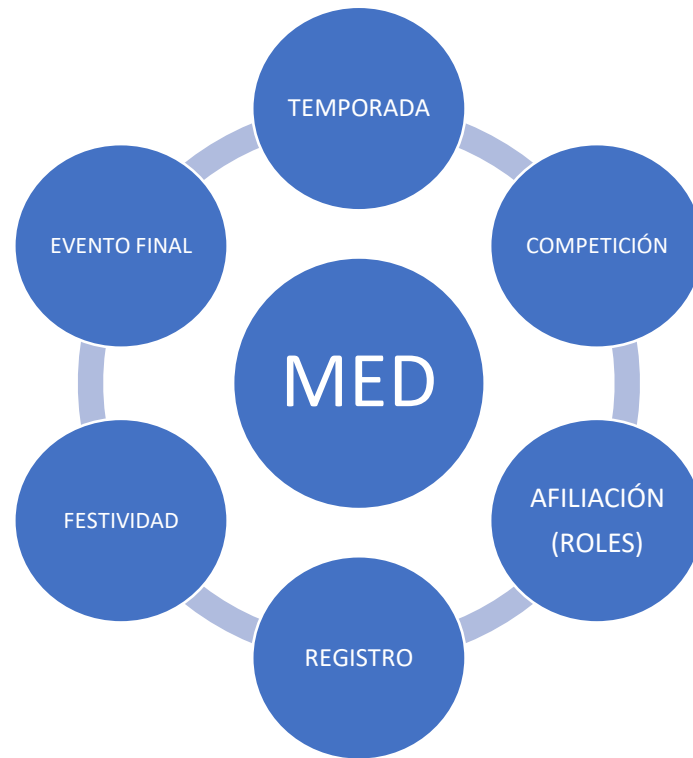 TEMPORADA
COMPETICIÓN
AFILIACIÓN
(ROLES)
REGISTRO
FESTIVIDAD
EVENTO FINAL
MED